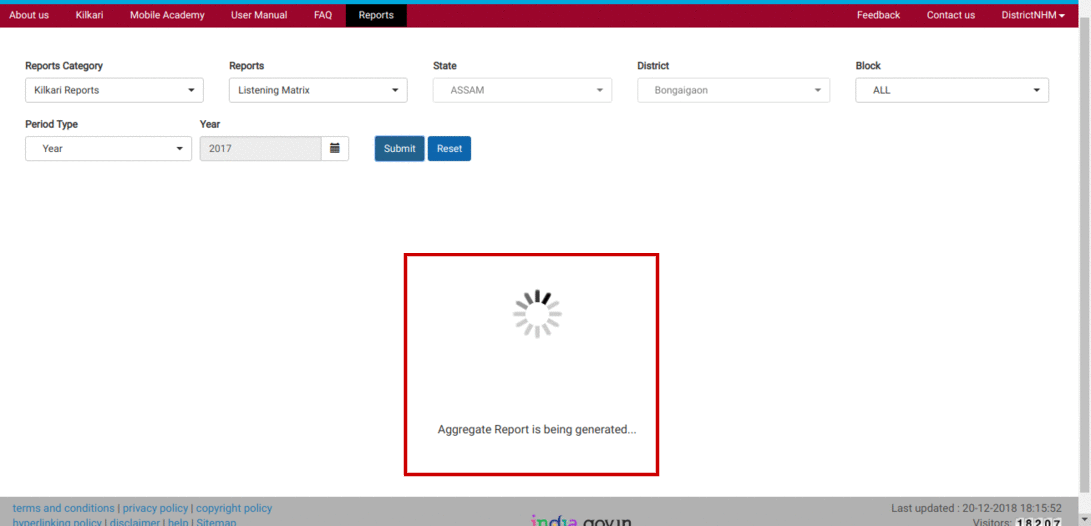 About us Kilkari Mobile Academy User Manual FAQ Reports Feedback Contact us DistrictNHM
Reports Category Reports State District Block
Kilkari Reports Listening Matrix ASSAM Bongaigaon ALL
Period Type Year
Year 2017 Submit Reset
Aggregate Report is being generated...
terms and conditions | privacy policy | copyright policy Last updated : 20-12-2018 18:15:52
hyperlinking policy | disclaimer | help | Sitemap india.gov.in Visitors: 18207